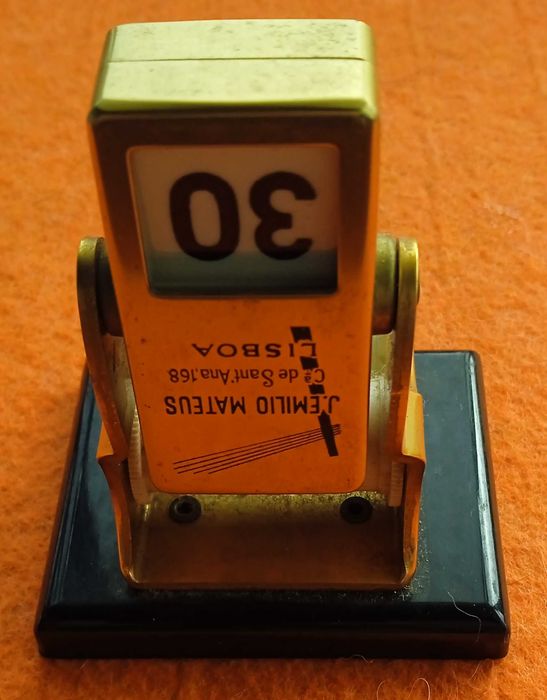 J. EMILIO MATEUS
Cª de Sant'Ana,168
LISBOA
30